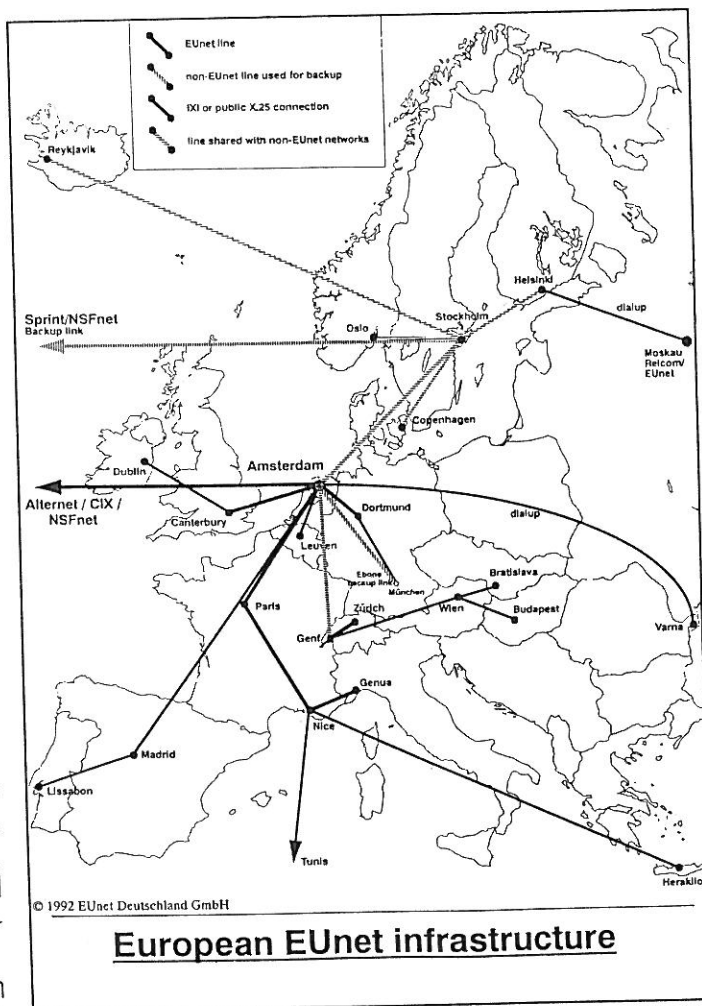 EUnet line
non-EUnet line used for backup
IXI or public X.25 connection
line shared with non-EUnet networks
Reykjavik
Helsinki
dialup
Sprint/NSFnet
Backup link
Oslo
Stockholm
Moskau
Relcom/
EUnet
Copenhagen
Dublin
Amsterdam
Alternet / CIX /
NSFnet
Canterbury
Dortmund
dialup
Leuven
Ebone
backup link
München
Bratislava
Paris
Zürich
Wien
Budapest
Varna
Genf
Genua
Nice
Madrid
Lissabon
Tunis
Heraklio
© 1992 EUnet Deutschland GmbH
European EUnet infrastructure